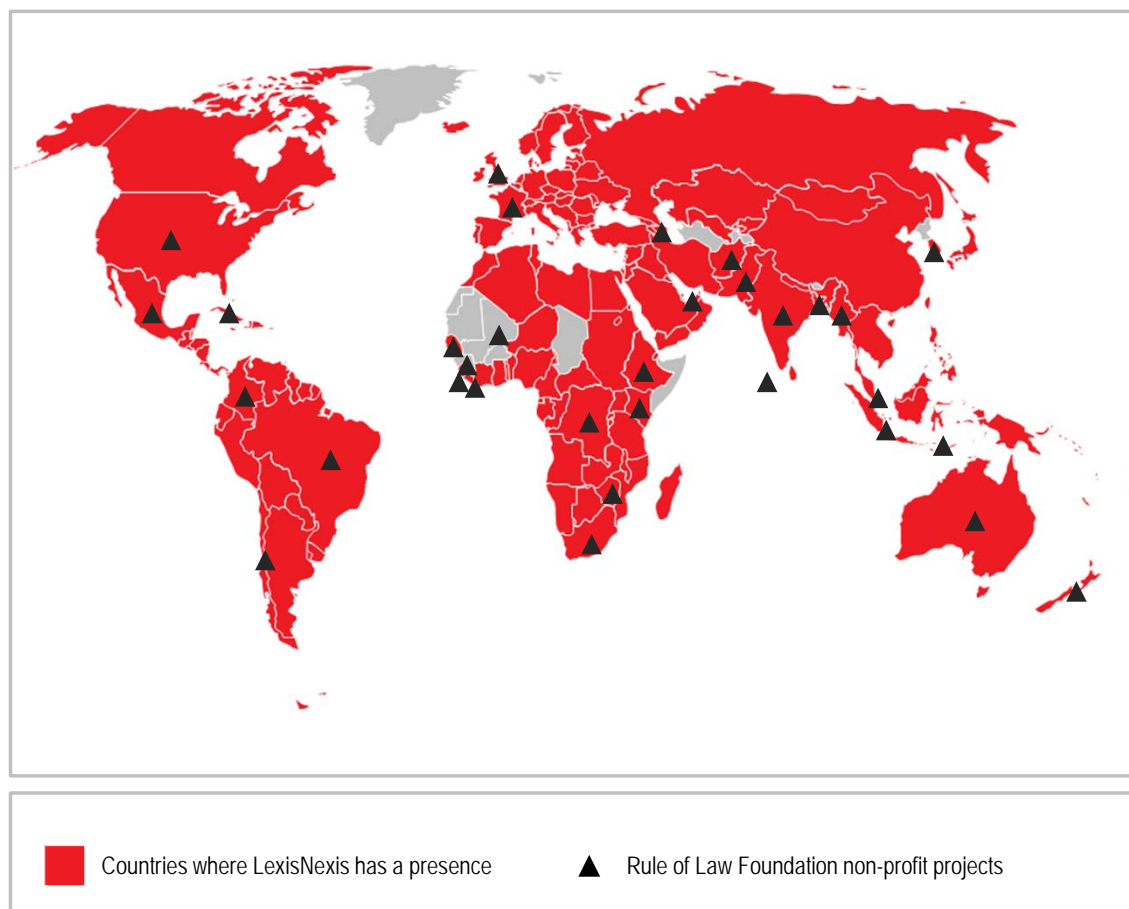 Countries where LexisNexis has a presence
Rule of Law Foundation non-profit projects